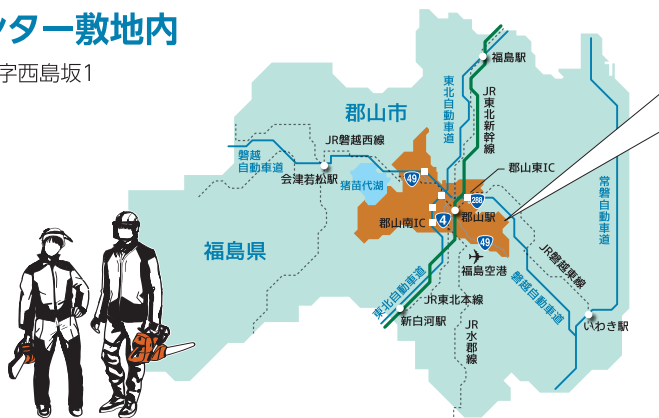 ンター敷地内
字西島坂1
福島駅
東北自動車道
JR東北新幹線
郡山市
JR磐越西線
磐越
自動車道
会津若松駅
猪苗代湖
49
郡山東IC
288
常磐自動車道
郡山南IC
4
郡山駅
49
福島県
福島空港
JR磐越東線
磐越自動車道
東北自動車道
JR東北本線
新白河駅
JR水郡線
いわき駅